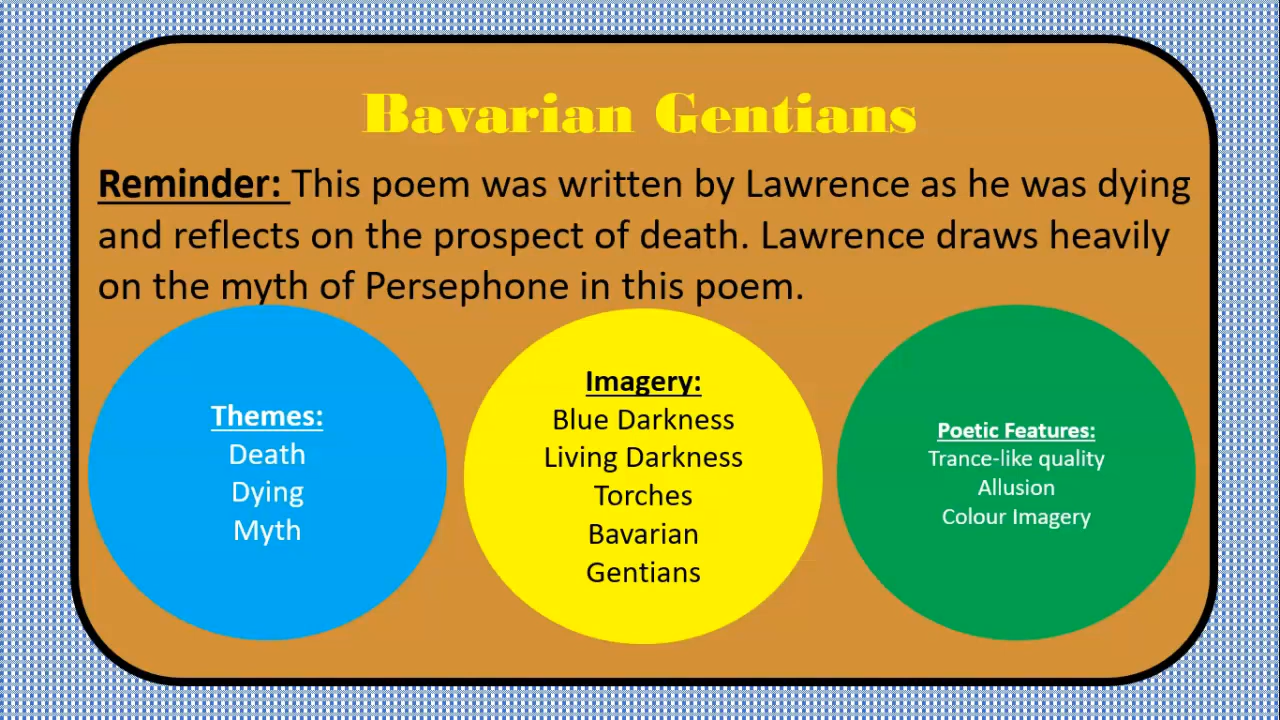 Bavarian Gentians
Reminder: This poem was written by Lawrence as he was dying
and reflects on the prospect of death. Lawrence draws heavily
on the myth of Persephone in this poem.
Themes:
Death
Dying
Myth
Imagery:
Blue Darkness
Living Darkness
Torches
Bavarian
Gentians
Poetic Features:
Trance-like quality
Allusion
Colour Imagery